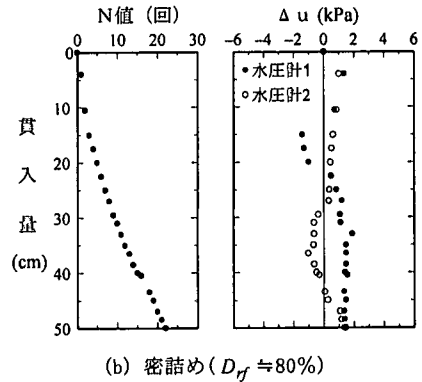 N値 (回)
0 10 20 30
Δu (kPa)
-6 -4 -2 0 2 4 6
• 水圧計1
○ 水圧計2
0
10
20
30
40
50
貫入量
(cm)
(b) 密詰め ( Drf ≒80%)